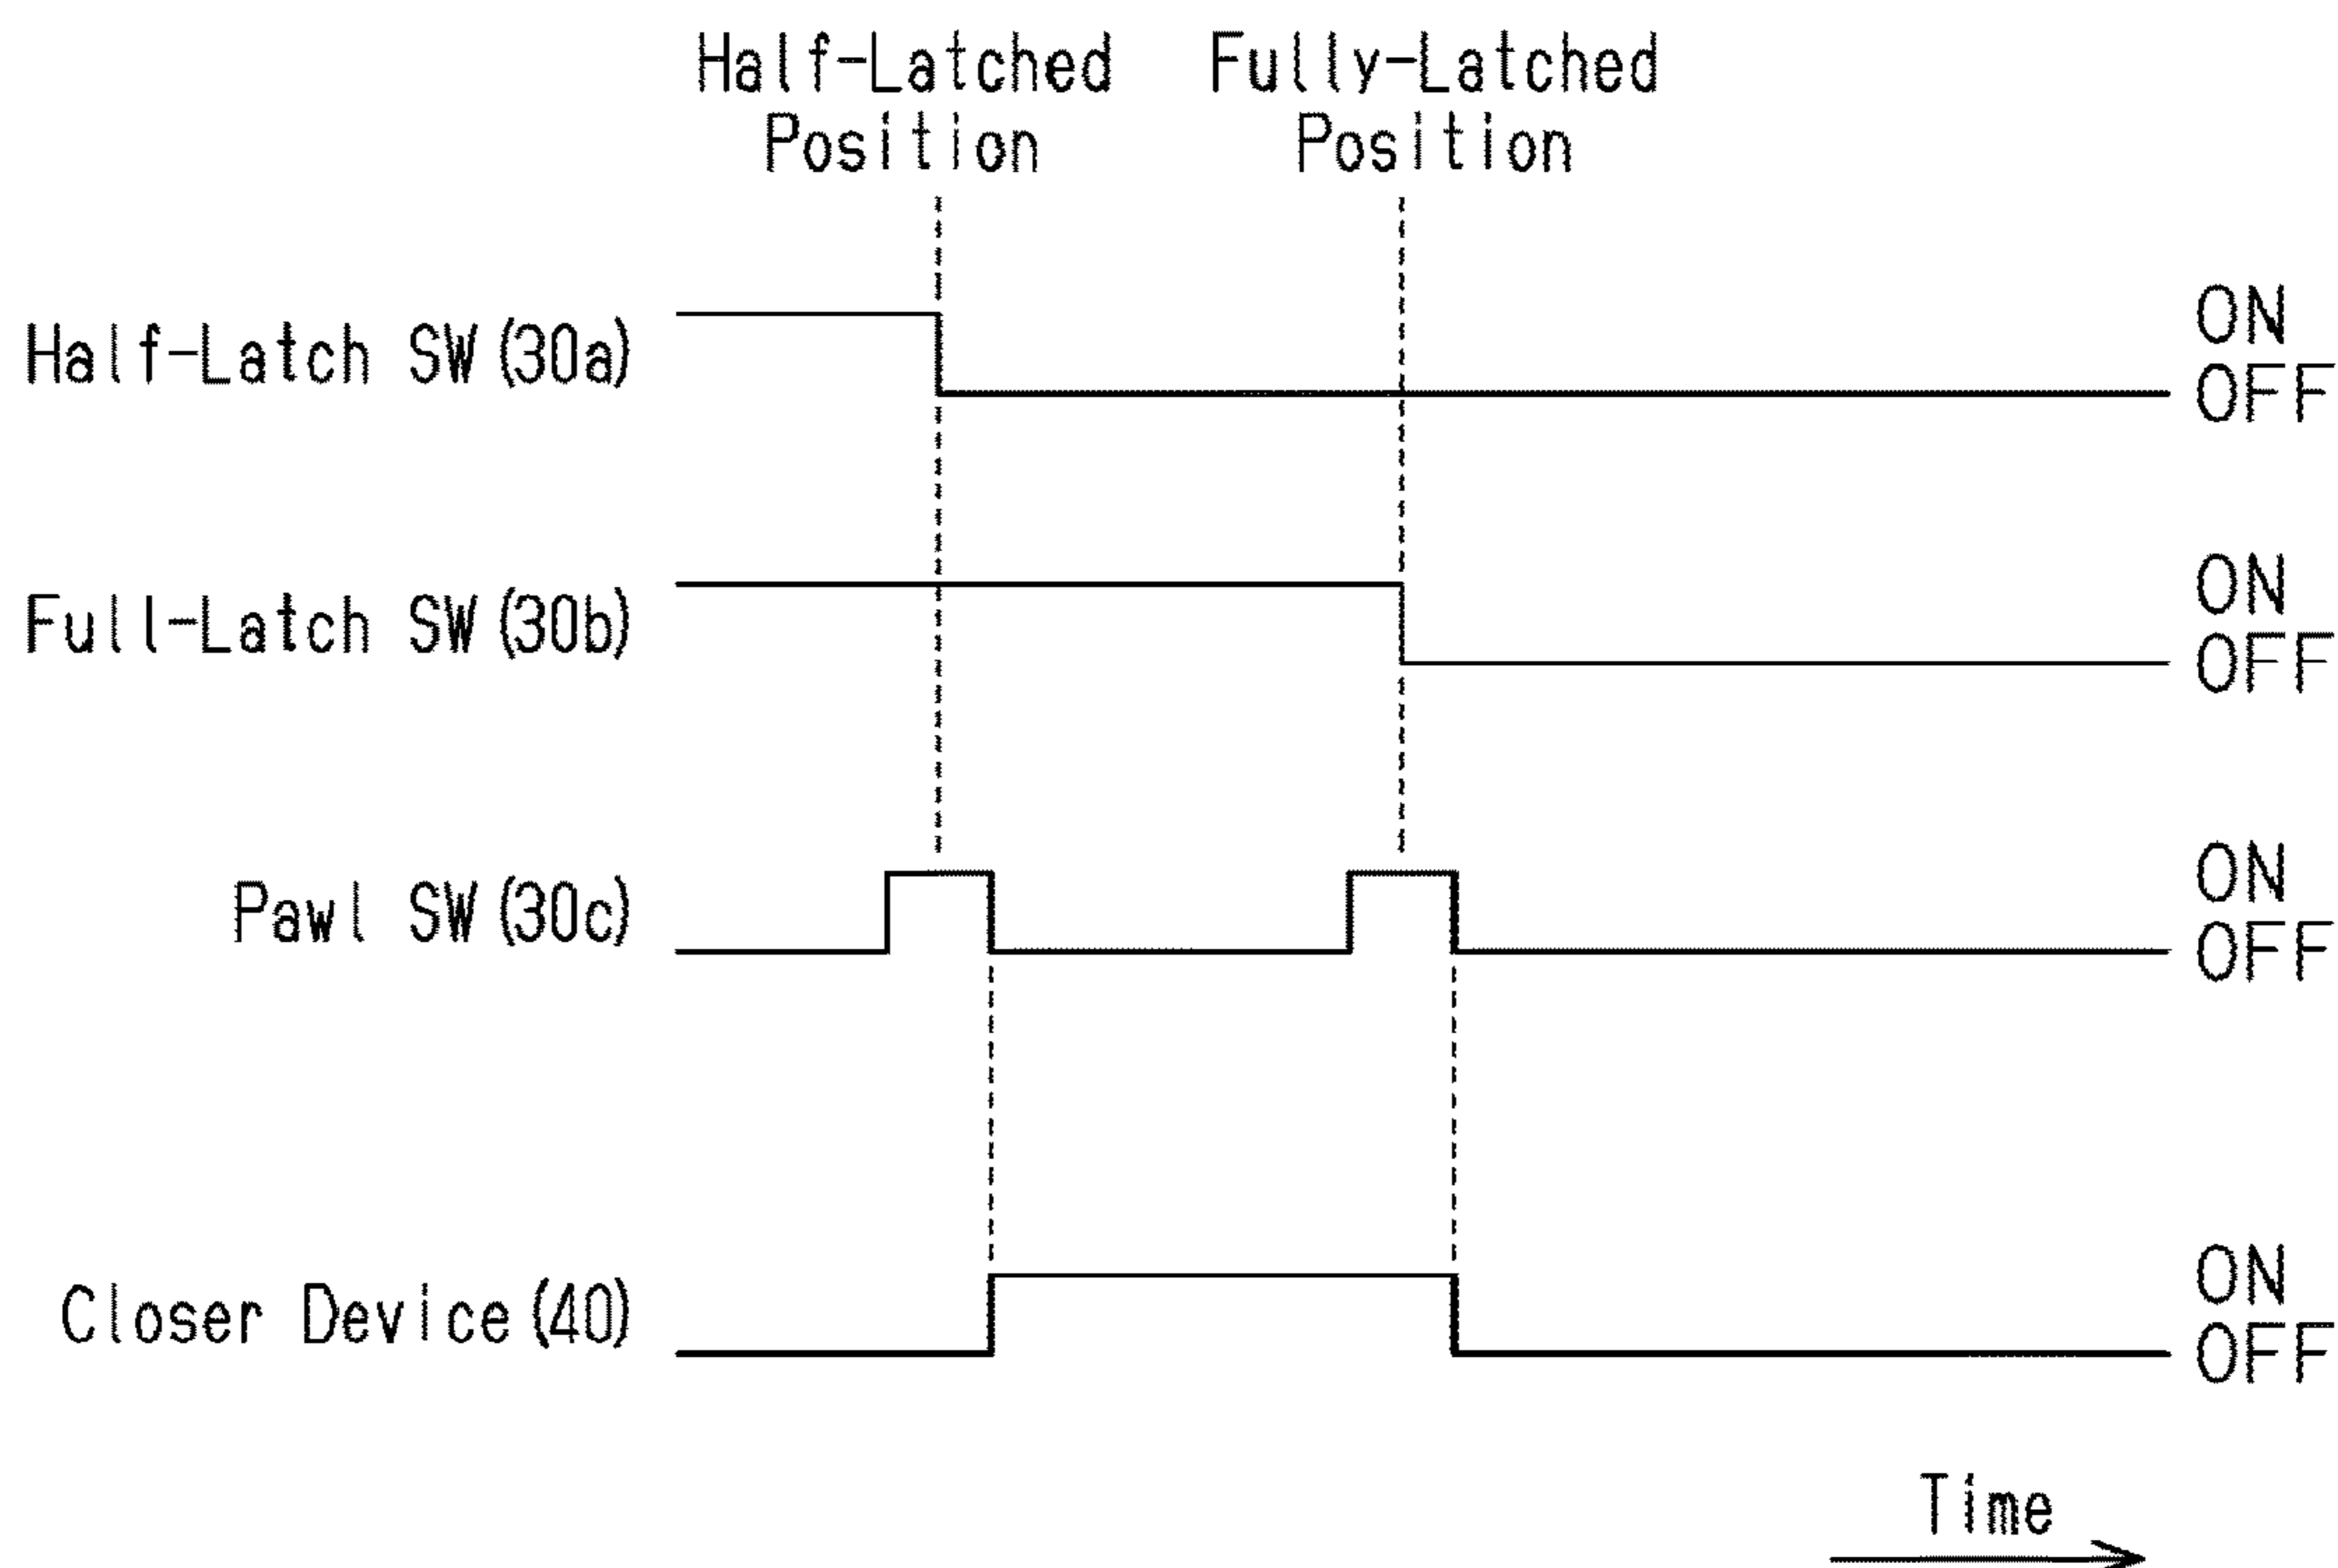 Half-Latched
Position
Fully-Latched
Position
Half-Latch SW(30a)
ON
OFF
Full-Latch SW(30b)
ON
OFF
Pawl SW(30c)
ON
OFF
Closer Device(40)
ON
OFF
Time